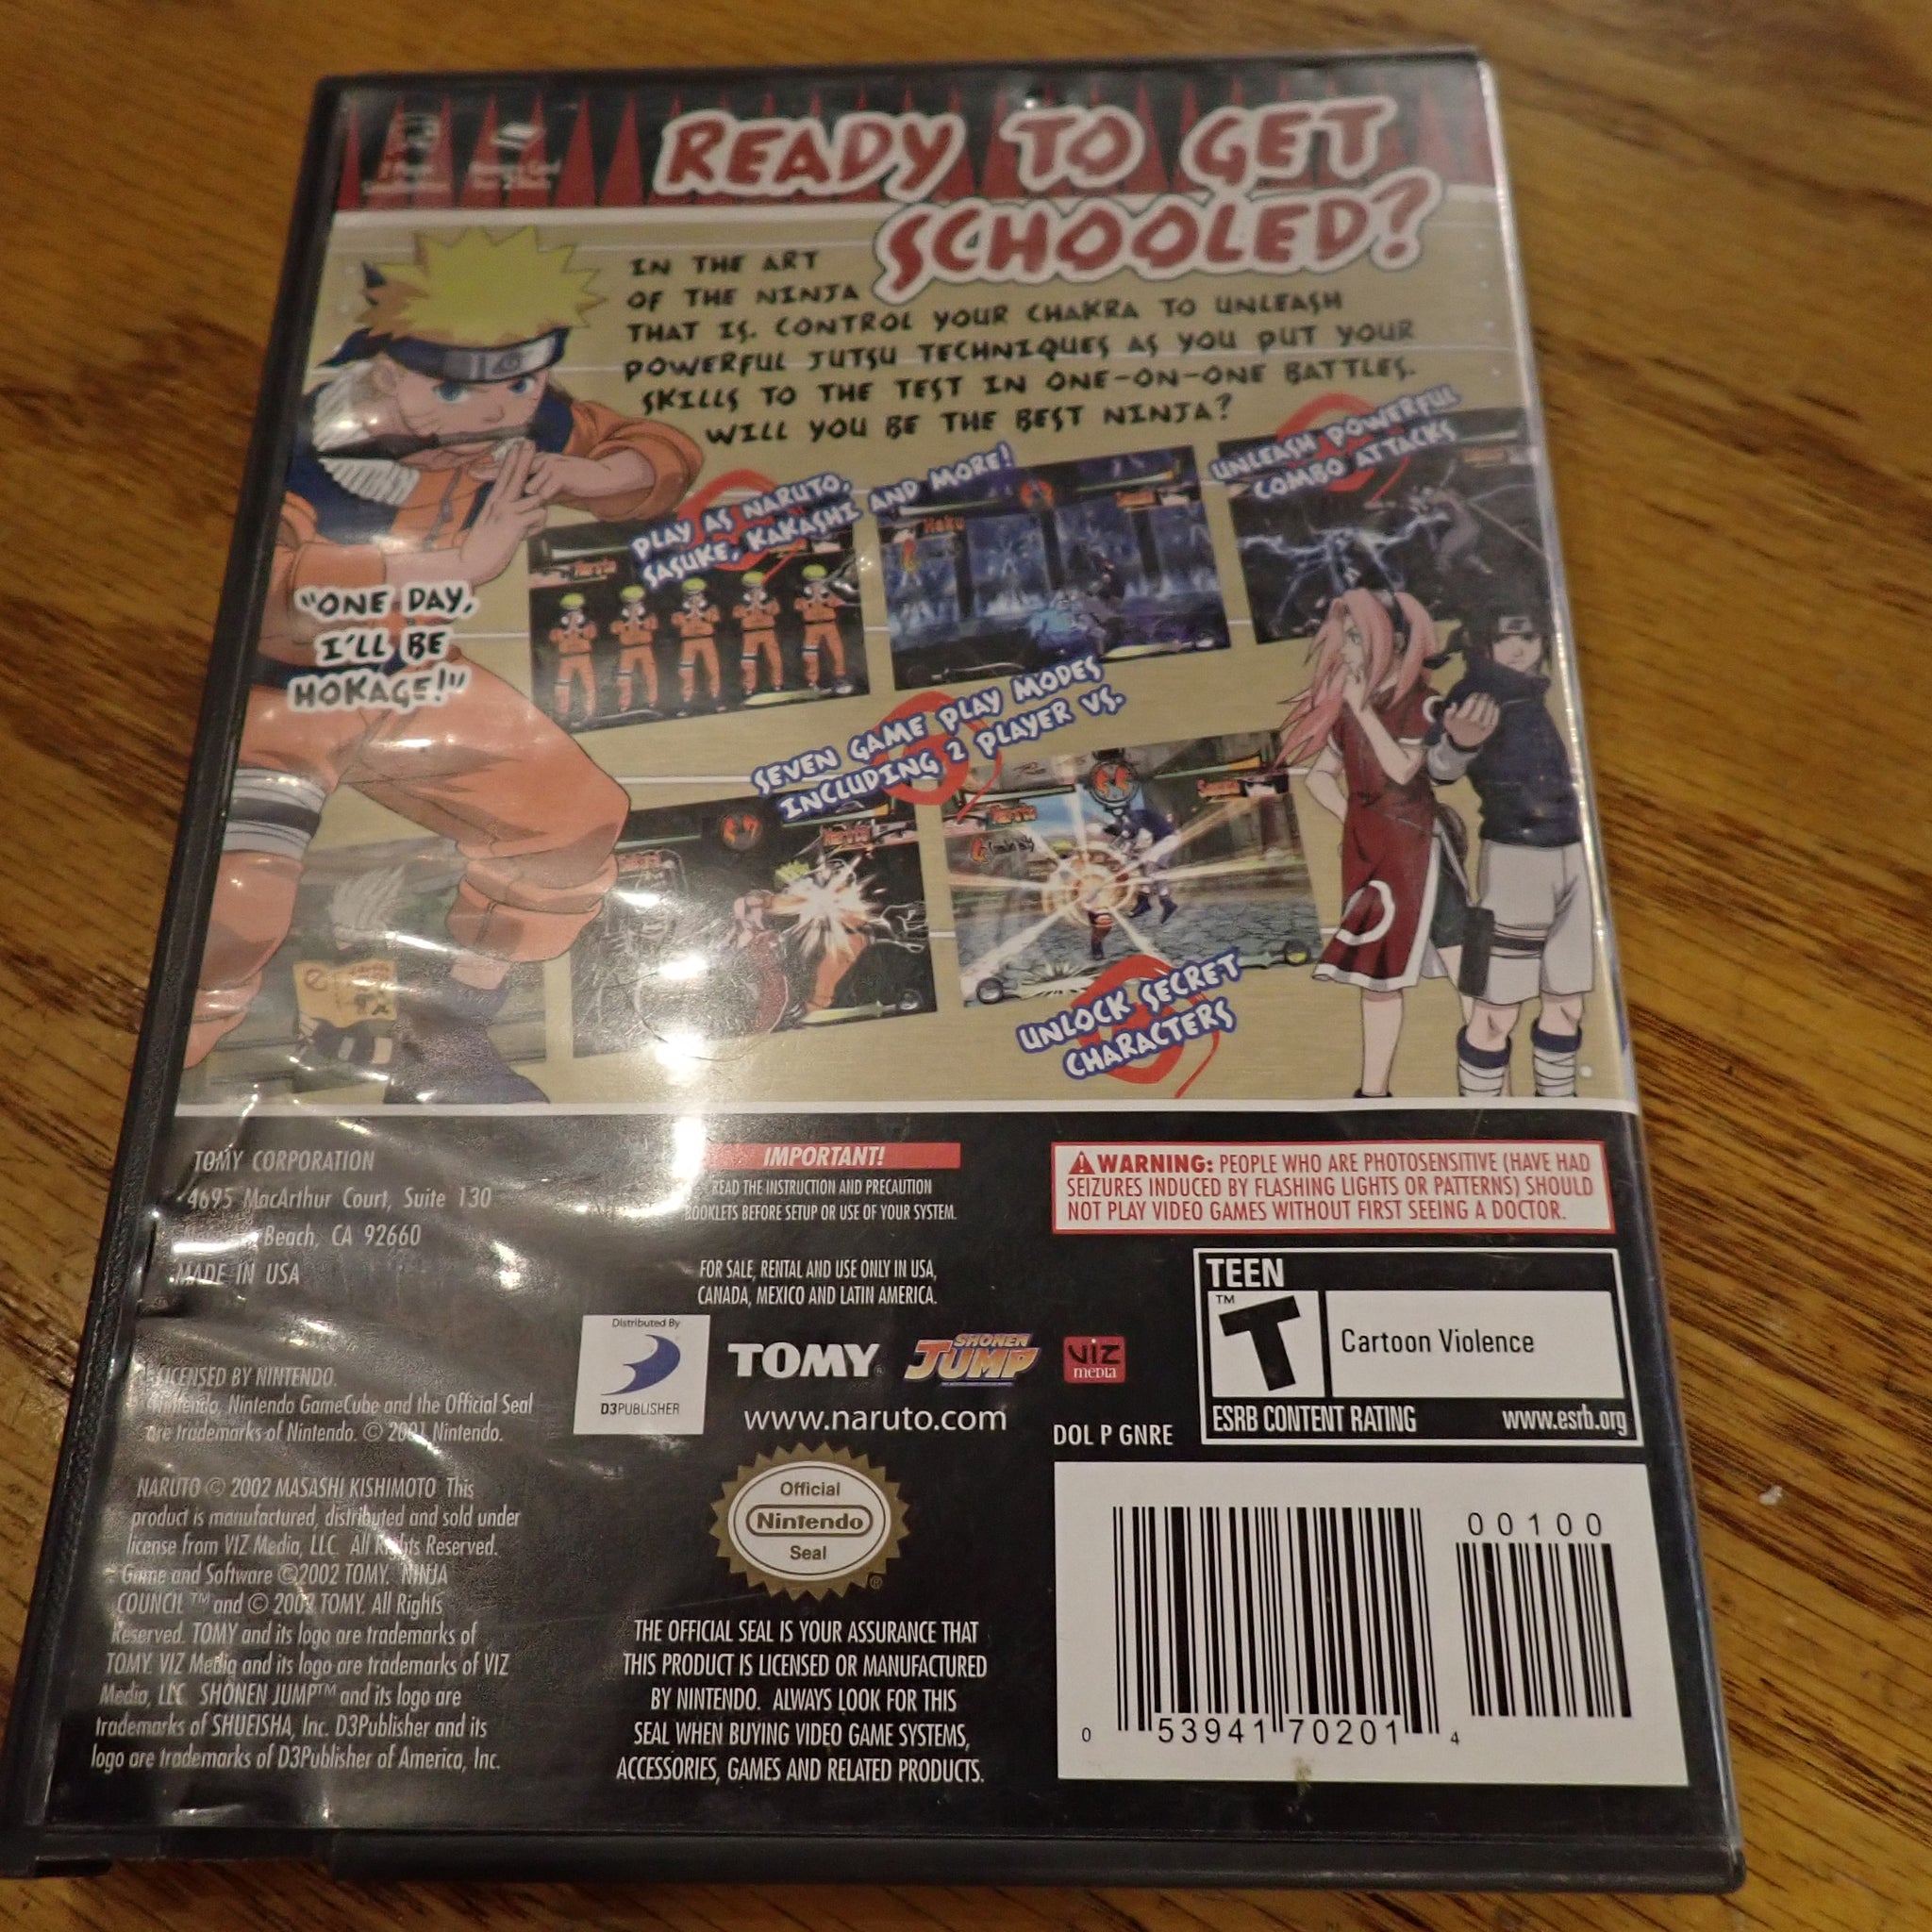 READY TO GET
SCHOOLED?
IN THE ART
OF THE NINJA
THAT IS. CONTROL YOUR CHAKRA TO UNLEASH
POWERFUL JUTSU TECHNIQUES AS YOU PUT YOUR
SKILLS TO THE TEST IN ONE-ON-ONE BATTLES.
WILL YOU BE THE BEST NINJA?
"ONE DAY,
I'LL BE
HOKAGE!"
PLAY AS NARUTO,
SASUKE, KAKASHI AND MORE!
Naruto
Haku
UNLEASH POWERFUL
COMBO ATTACKS
SEVEN GAME PLAY MODES
INCLUDING 2 PLAYER VS.
Sakura
Naruto
Naruto
UNLOCK SECRET
CHARACTERS
TOMY CORPORATION
4695 MacArthur Court, Suite 130
Beach, CA 92660
MADE IN USA
LICENSED BY NINTENDO.
Nintendo, Nintendo GameCube and the Official Seal
are trademarks of Nintendo. © 2001 Nintendo.
NARUTO © 2002 MASASHI KISHIMOTO This
product is manufactured, distributed and sold under
license from VIZ Media, LLC. All Rights Reserved.
Game and Software ©2002 TOMY. NINJA
COUNCIL ™ and © 2002 TOMY. All Rights
Reserved. TOMY and its logo are trademarks of
TOMY. VIZ Media and its logo are trademarks of VIZ
Media, LLC. SHONEN JUMP™ and its logo are
trademarks of SHUEISHA, Inc. D3Publisher and its
logo are trademarks of D3Publisher of America, Inc.
IMPORTANT!
READ THE INSTRUCTION AND PRECAUTION
BOOKLETS BEFORE SETUP OR USE OF YOUR SYSTEM.
FOR SALE, RENTAL AND USE ONLY IN USA,
CANADA, MEXICO AND LATIN AMERICA.
Distributed By
D3PUBLISHER
TOMY
SHONEN
JUMP
VIZ
media
www.naruto.com
Official
Nintendo
Seal
®
THE OFFICIAL SEAL IS YOUR ASSURANCE THAT
THIS PRODUCT IS LICENSED OR MANUFACTURED
BY NINTENDO. ALWAYS LOOK FOR THIS
SEAL WHEN BUYING VIDEO GAME SYSTEMS,
ACCESSORIES, GAMES AND RELATED PRODUCTS.
WARNING: PEOPLE WHO ARE PHOTOSENSITIVE (HAVE HAD
SEIZURES INDUCED BY FLASHING LIGHTS OR PATTERNS) SHOULD
NOT PLAY VIDEO GAMES WITHOUT FIRST SEEING A DOCTOR.
TEEN
T™
Cartoon Violence
ESRB CONTENT RATING www.esrb.org
DOL P GNRE
00100
0 53941 70201 4